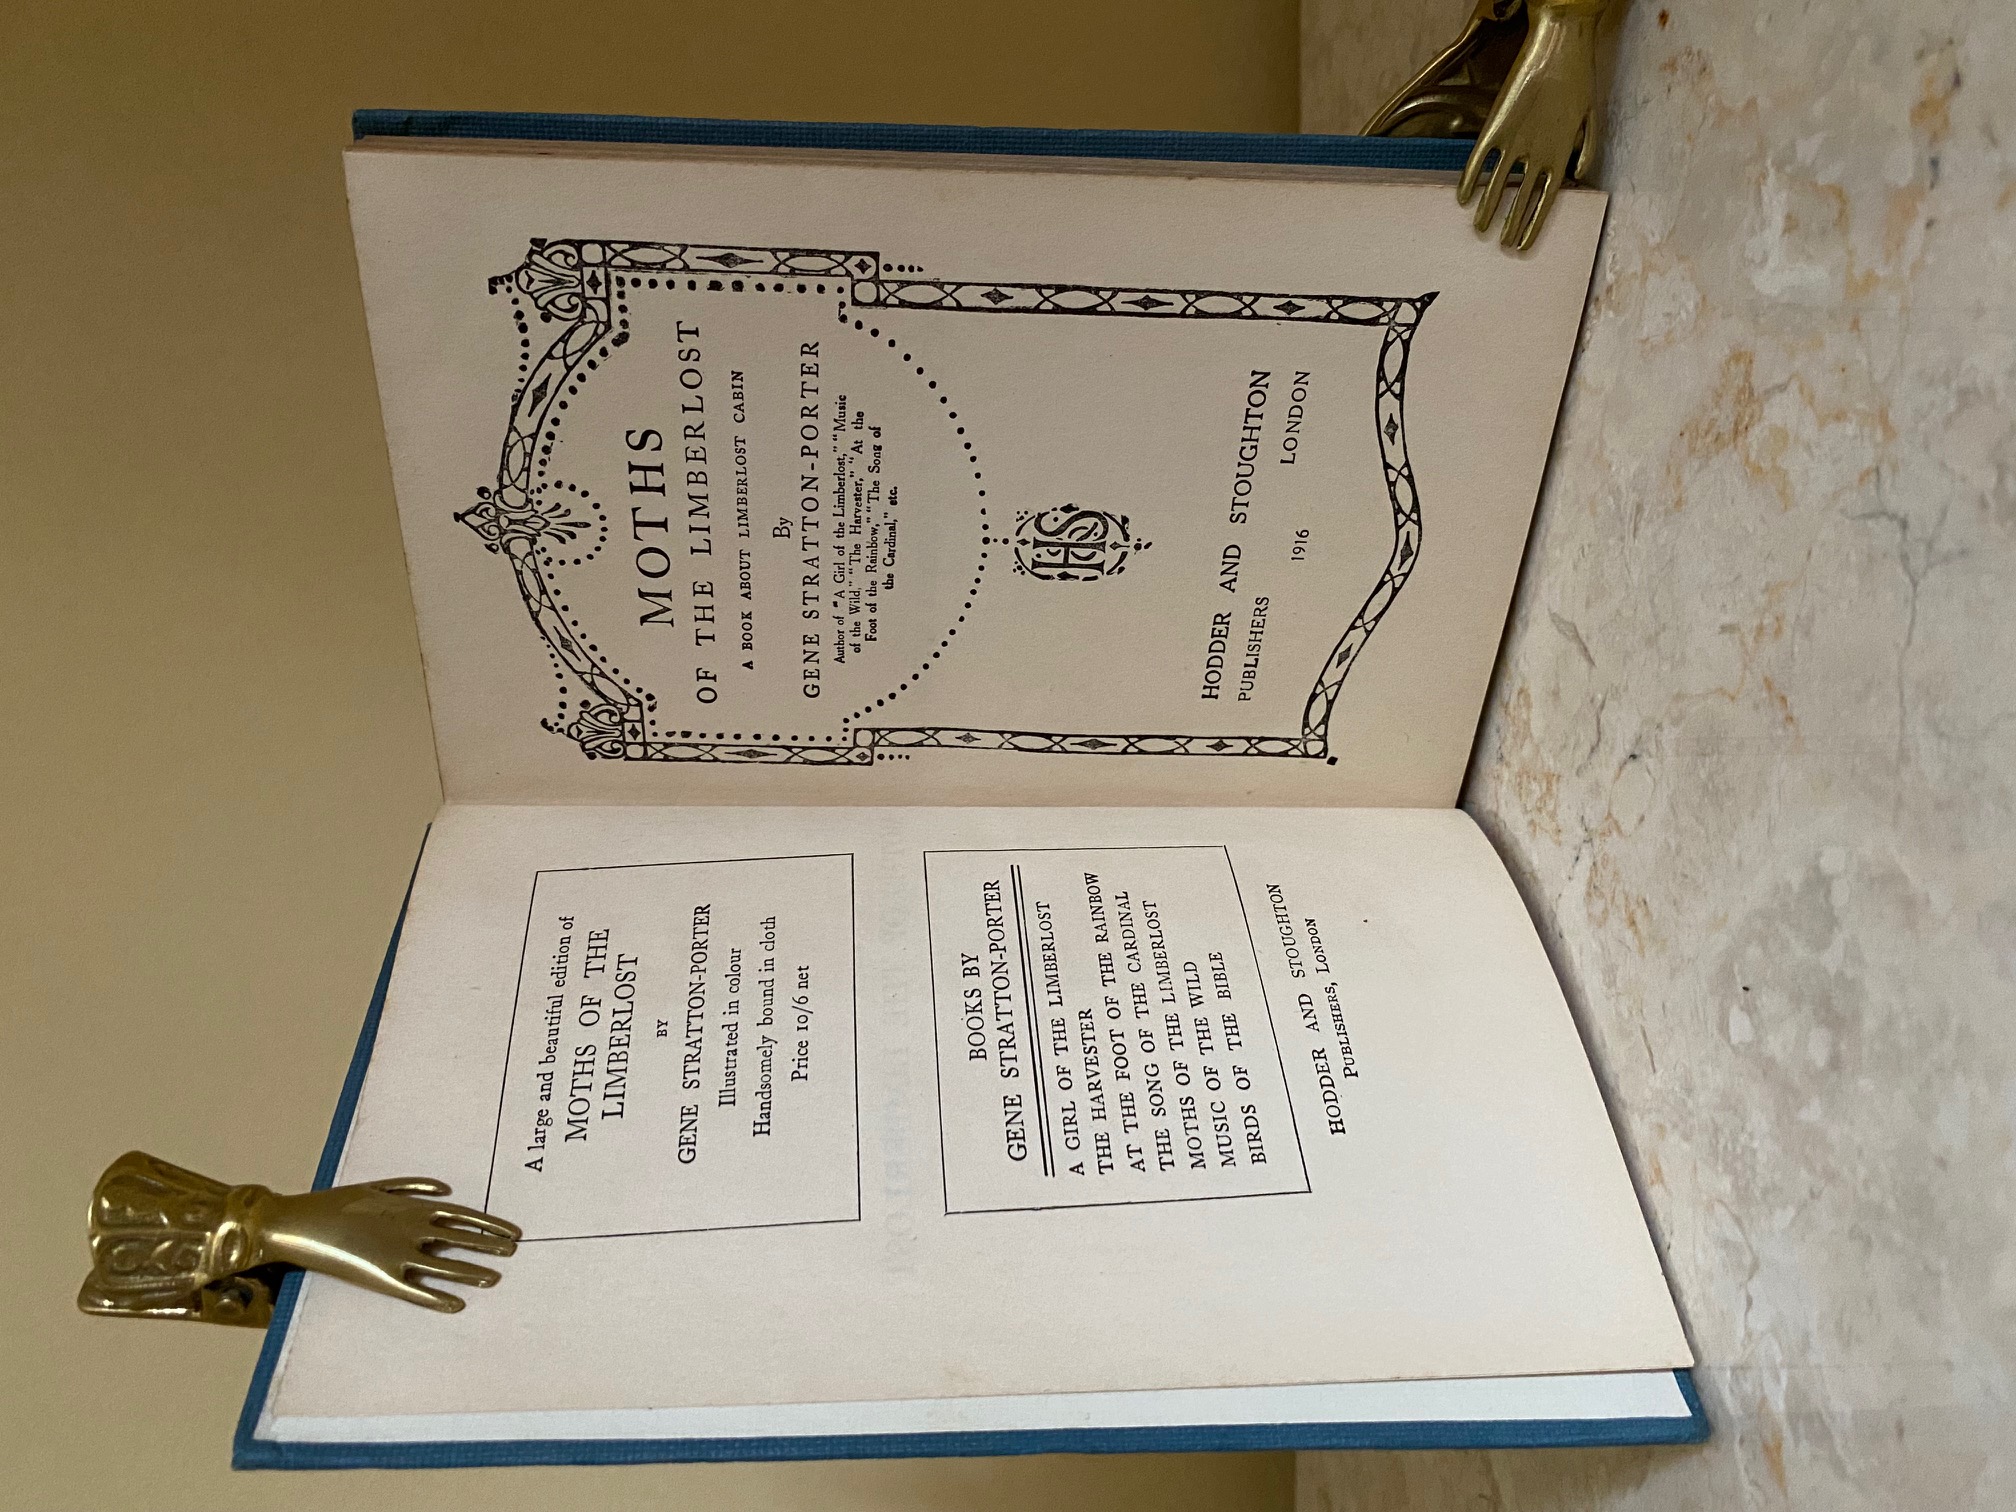 A large and beautiful edition of
MOTHS OF THE
LIMBERLOST
BY
GENE STRATTON-PORTER
Illustrated in colour
Handsomely bound in cloth
Price 10/6 net
BOOKS BY
GENE STRATTON-PORTER
A GIRL OF THE LIMBERLOST
THE HARVESTER
AT THE FOOT OF THE RAINBOW
THE SONG OF THE CARDINAL
MOTHS OF THE LIMBERLOST
MUSIC OF THE WILD
BIRDS OF THE BIBLE
HODDER AND STOUGHTON
PUBLISHERS, LONDON
MOTHS
OF THE LIMBERLOST
A BOOK ABOUT LIMBERLOST CABIN
By
GENE STRATTON-PORTER
Author of "A Girl of the Limberlost," "Music
of the Wild," "The Harvester," "At the
Foot of the Rainbow," "The Song of
the Cardinal," etc.
HS
HODDER AND STOUGHTON
PUBLISHERS 1916 LONDON